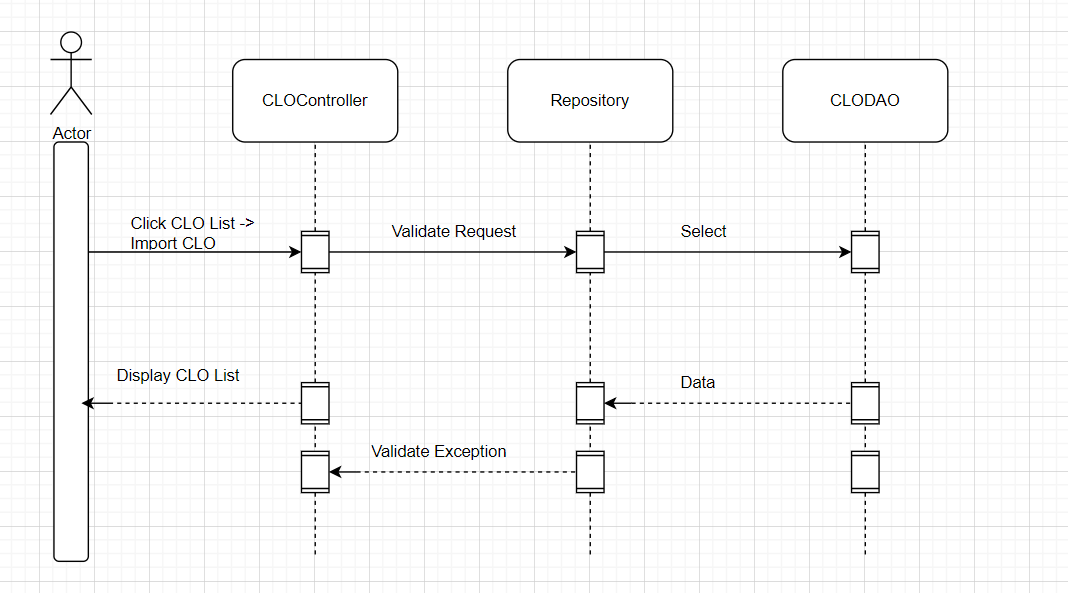 Actor
CLOController
Repository
CLODAO
Click CLO List ->
Import CLO
Validate Request
Select
Display CLO List
Data
Validate Exception